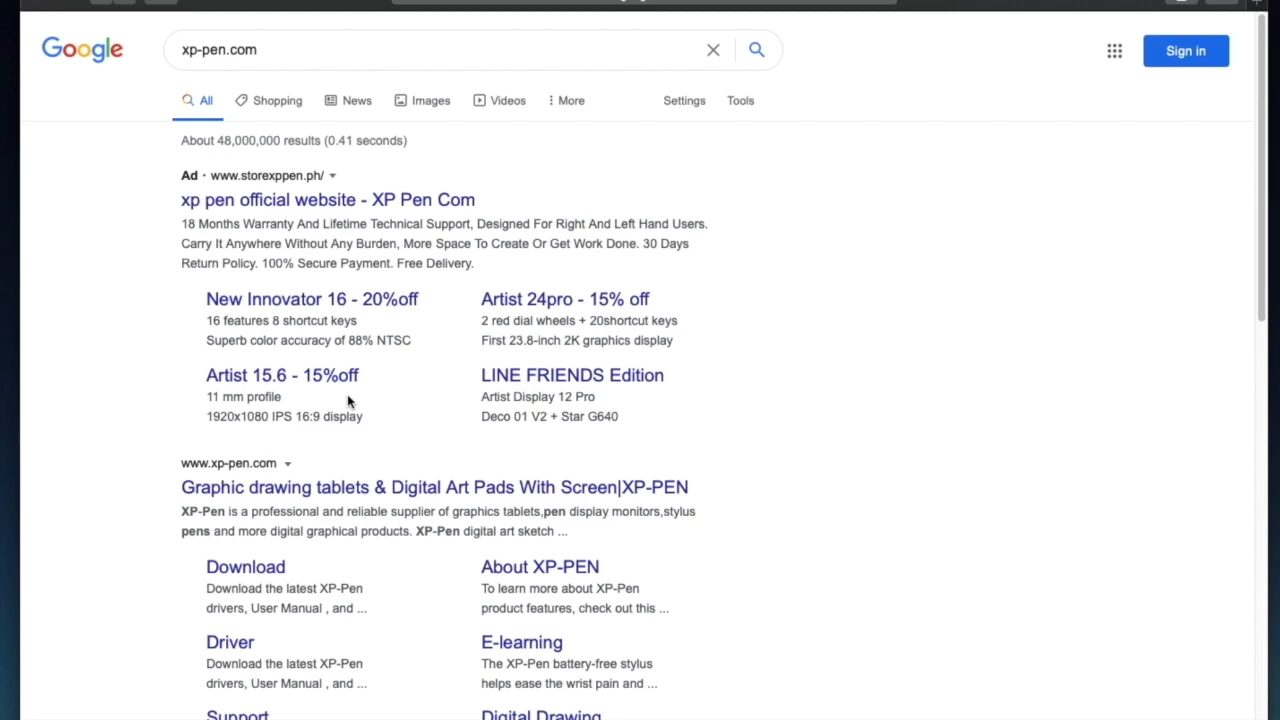 Google
xp-pen.com
Sign in
All Shopping News Images Videos More Settings Tools
About 48,000,000 results (0.41 seconds)
Ad · www.storexppen.ph/
xp pen official website - XP Pen Com
18 Months Warranty And Lifetime Technical Support, Designed For Right And Left Hand Users.
Carry It Anywhere Without Any Burden, More Space To Create Or Get Work Done. 30 Days
Return Policy. 100% Secure Payment. Free Delivery.
New Innovator 16 - 20%off
16 features 8 shortcut keys
Superb color accuracy of 88% NTSC
Artist 24pro - 15% off
2 red dial wheels + 20shortcut keys
First 23.8-inch 2K graphics display
Artist 15.6 - 15%off
11 mm profile
1920x1080 IPS 16:9 display
LINE FRIENDS Edition
Artist Display 12 Pro
Deco 01 V2 + Star G640
www.xp-pen.com
Graphic drawing tablets & Digital Art Pads With Screen|XP-PEN
XP-Pen is a professional and reliable supplier of graphics tablets,pen display monitors,stylus
pens and more digital graphical products. XP-Pen digital art sketch ...
Download
Download the latest XP-Pen
drivers, User Manual , and ...
About XP-PEN
To learn more about XP-Pen
product features, check out this ...
Driver
Download the latest XP-Pen
drivers, User Manual , and ...
E-learning
The XP-Pen battery-free stylus
helps ease the wrist pain and ...
Support
Digital Drawing